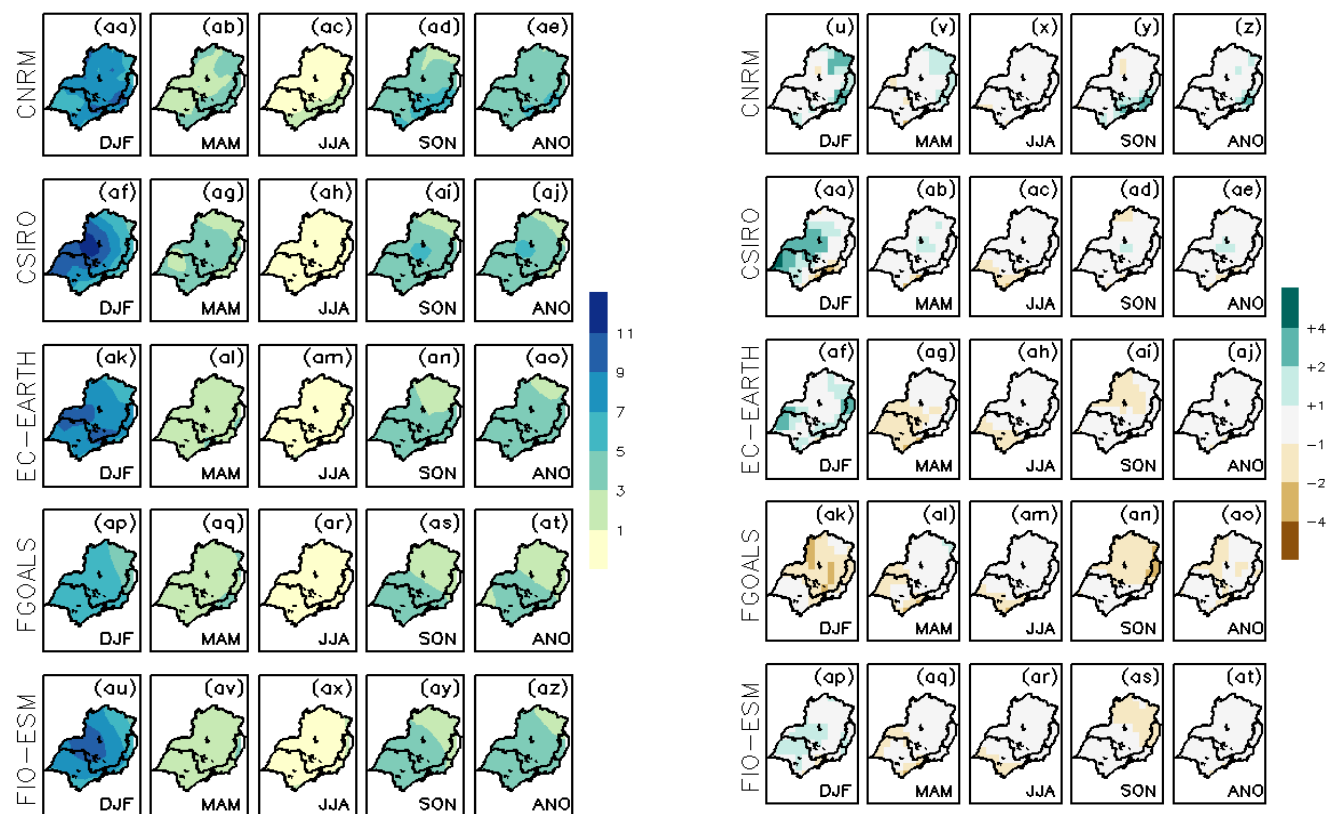 (aa) (ab) (ac) (ad) (ae)
CNRM
DJF MAM JJA SON ANO
(af) (ag) (ah) (ai) (aj)
CSIRO
DJF MAM JJA SON ANO
(ak) (al) (am) (an) (ao)
EC-EARTH
DJF MAM JJA SON ANO
(ap) (aq) (ar) (as) (at)
FGOALS
DJF MAM JJA SON ANO
(au) (av) (ax) (ay) (az)
FIO-ESM
DJF MAM JJA SON ANO
11
9
7
5
3
1
(u) (v) (x) (y) (z)
CNRM
DJF MAM JJA SON ANO
(aa) (ab) (ac) (ad) (ae)
CSIRO
DJF MAM JJA SON ANO
(af) (ag) (ah) (ai) (aj)
EC-EARTH
DJF MAM JJA SON ANO
(ak) (al) (am) (an) (ao)
FGOALS
DJF MAM JJA SON ANO
(ap) (aq) (ar) (as) (at)
FIO-ESM
DJF MAM JJA SON ANO
+4
+2
+1
-1
-2
-4